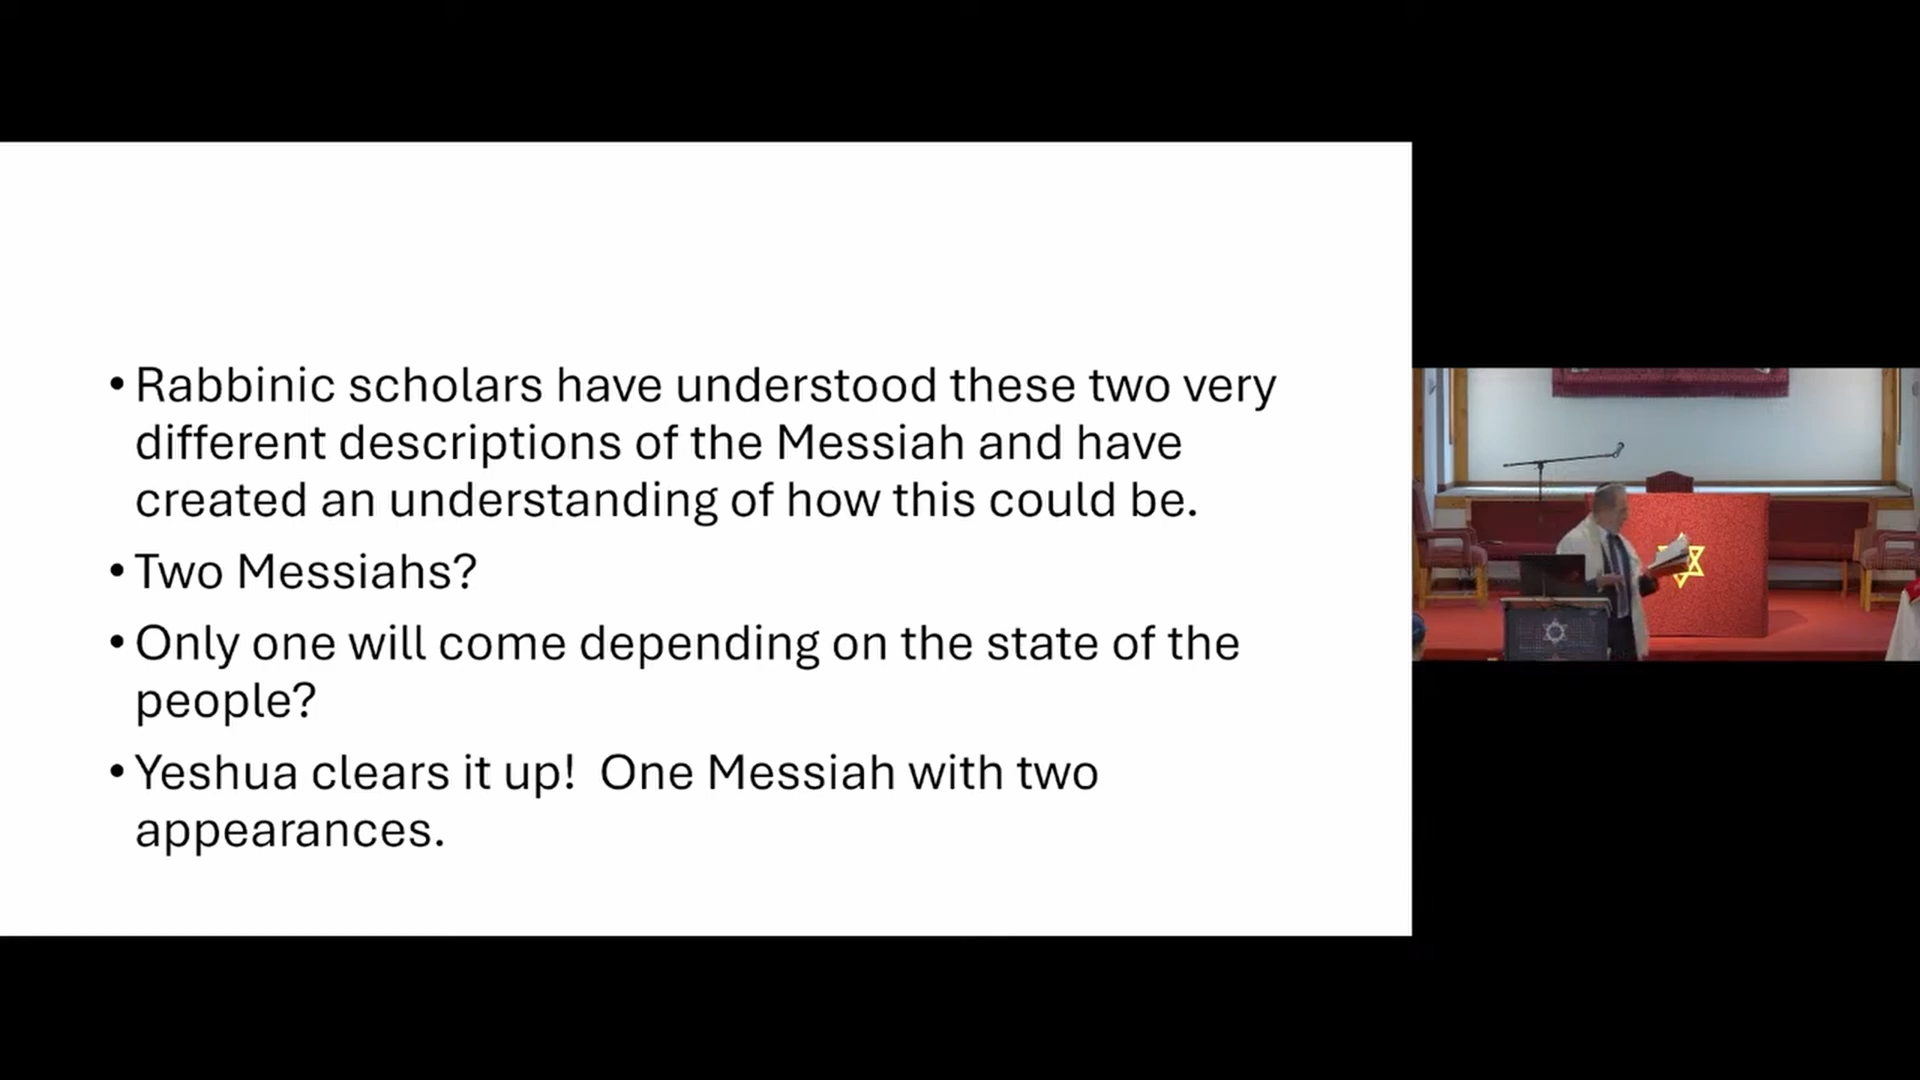 • Rabbinic scholars have understood these two very
different descriptions of the Messiah and have
created an understanding of how this could be.
• Two Messiahs?
• Only one will come depending on the state of the
people?
• Yeshua clears it up!  One Messiah with two
appearances.